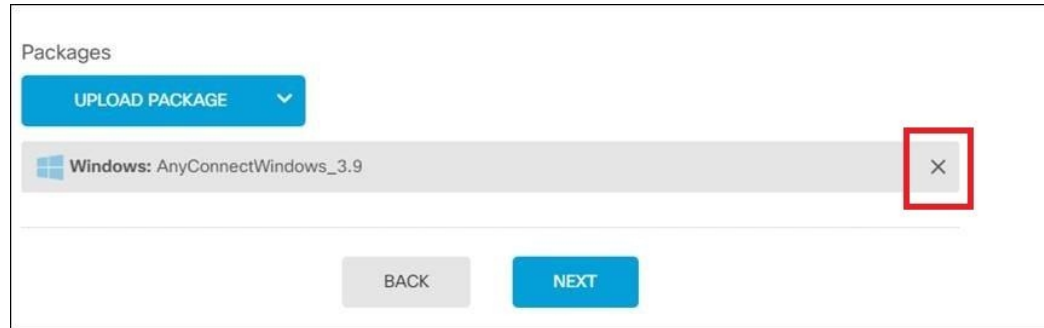 Packages
UPLOAD PACKAGE
Windows: AnyConnectWindows_3.9
BACK
NEXT